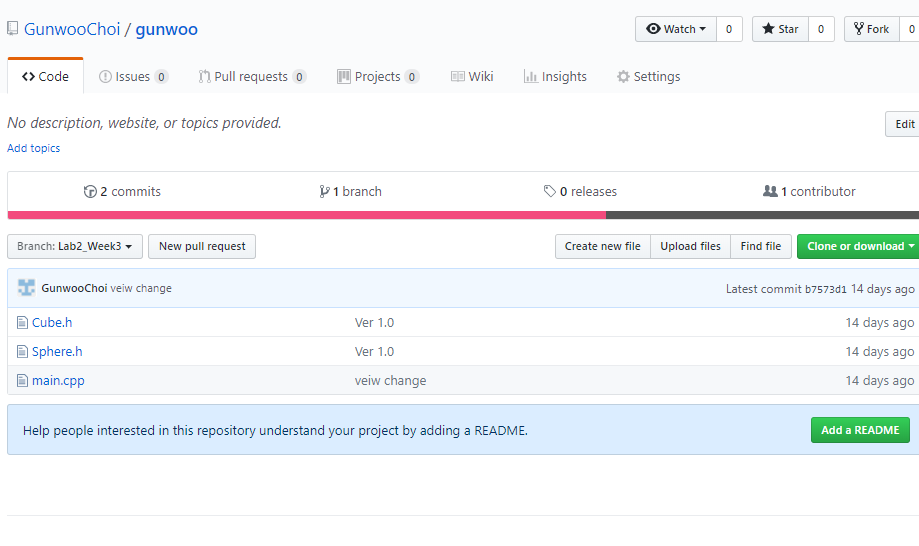 GunwooChoi / gunwoo Watch 0 Star 0 Fork 0
Code Issues 0 Pull requests 0 Projects 0 Wiki Insights Settings
No description, website, or topics provided. Edit
Add topics
2 commits 1 branch 0 releases 1 contributor
Branch: Lab2_Week3 New pull request Create new file Upload files Find file Clone or download
GunwooChoi veiw change Latest commit b7573d1 14 days ago
Cube.h Ver 1.0 14 days ago
Sphere.h Ver 1.0 14 days ago
main.cpp veiw change 14 days ago
Help people interested in this repository understand your project by adding a README. Add a README